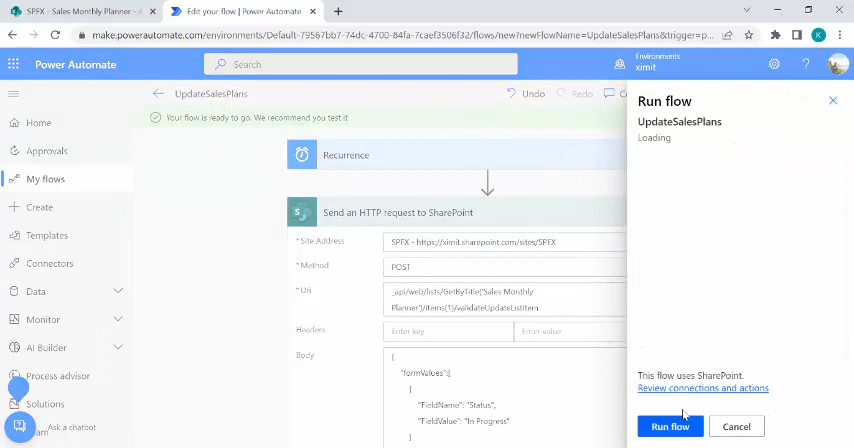 SPFX - Sales Monthly Planner - A
Edit your flow | Power Automate
make.powerautomate.com/environments/Default-79567bb7-74dc-4700-84fa-7caef3506f32/flows/new?newFlowName=UpdateSalesPlans&trigger=p...
K
Power Automate
Search
Environments
ximit
UpdateSalesPlans
Undo
Redo
Your flow is ready to go. We recommend you test it
Home
Approvals
My flows
Create
Templates
Connectors
Data
Monitor
AI Builder
Process advisor
Solutions
Ask a chatbot
Recurrence
Send an HTTP request to SharePoint
* Site Address
SPFX - https://ximit.sharepoint.com/sites/SPFX
* Method
POST
* Uri
_api/web/lists/GetByTitle('Sales Monthly
Planner')/items(1)/validateUpdateListItem
Headers
Enter key
Enter value
Body
{
"formValues":[
{
"FieldName": "Status",
"FieldValue": "In Progress"
}
Run flow
UpdateSalesPlans
Loading
This flow uses SharePoint.
Review connections and actions
Run flow
Cancel